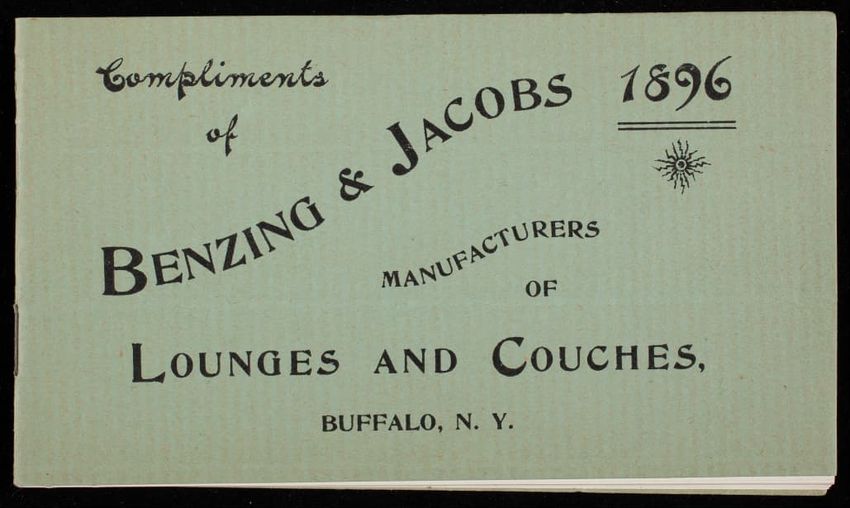 Compliments
of
BENZING & JACOBS
1896
MANUFACTURERS
OF
LOUNGES AND COUCHES,
BUFFALO, N. Y.